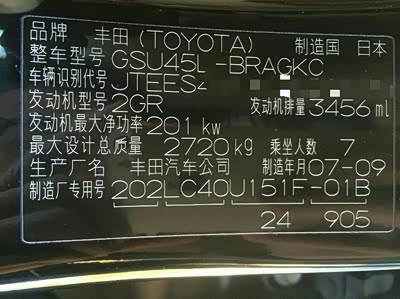 品牌 丰田(TOYOTA) 制造国 日本
整车型号 GSU45L-BRAGKC
车辆识别代号 JTEES4
发动机型号 2GR 发动机排量 3456 ml
发动机最大净功率 201 kw
最大设计总质量 2720 kg 乘坐人数 7
生产厂名 丰田汽车公司 制造年月 07-09
制造厂专用号 202LC40U151F-01B
24 905